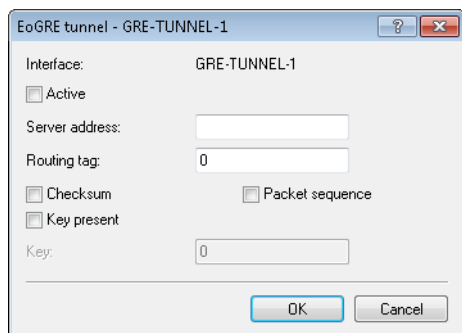 EoGRE tunnel - GRE-TUNNEL-1
?
Interface: GRE-TUNNEL-1
Active
Server address:
Routing tag: 0
Checksum Packet sequence
Key present
Key: 0
OK Cancel